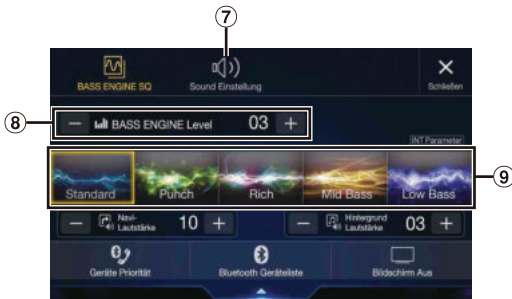 ⑦
BASS ENGINE SQ
Sound Einstellung
Schließen
⑧
− BASS ENGINE Level 03 +
INT Parameter
Standard Punch Rich Mid Bass Low Bass
⑨
− Navi-Lautstärke 10 +
− Hintergrund Lautstärke 03 +
Geräte Priorität
Bluetooth Geräteliste
Bildschirm Aus